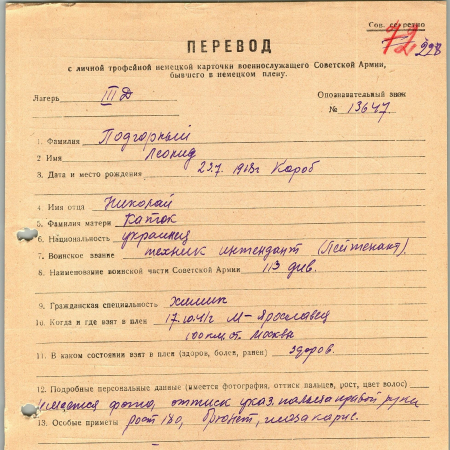 Сов. секретно
72 228
ПЕРЕВОД
с личной трофейной немецкой карточки военнослужащего Советской Армии,
бывшего в немецком плену.
Лагерь III Д
Опознавательный знак
№ 13647.
1. Фамилия Подгорный
2 Имя Леонид
3. Дата и место рождения 23.7. 1918г Короб
4. Имя отца Николай
5. Фамилия матери Каток
6. Национальность украинец
7. Воинское звание техник интендант (лейтенант).
8. Наименование воинской части Советской Армии 113 див.
9. Гражданская специальность химик
10. Когда и где взят в плен 17.10.41г М-Ярославец
100 км от Москва
11. В каком состоянии взят в плен (здоров, болен, ранен) здоров.
12. Подробные персональные данные (имеется фотография, оттиск пальцев, рост, цвет волос)
имеется фото, оттиск указ. пальца правой руки
13. Особые приметы рост 180, брюнет, глаза карие.